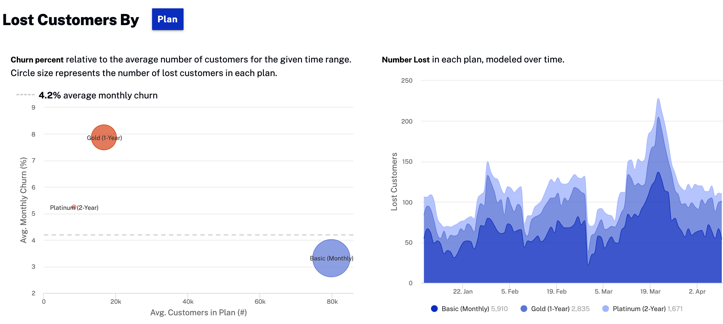 Lost Customers By Plan
Churn percent relative to the average number of customers for the given time range.
Circle size represents the number of lost customers in each plan.
4.2% average monthly churn
Avg. Monthly Churn (%)
9
8
7
6
5
4
3
2
Gold (1-Year)
Platinum (2-Year)
Basic (Monthly)
0 20k 40k 60k 80k
Avg. Customers in Plan (#)
Number Lost in each plan, modeled over time.
Lost Customers
250
200
150
100
50
0
22. Jan 5. Feb 19. Feb 5. Mar 19. Mar 2. Apr
Basic (Monthly) 5,910 Gold (1-Year) 2,835 Platinum (2-Year) 1,671